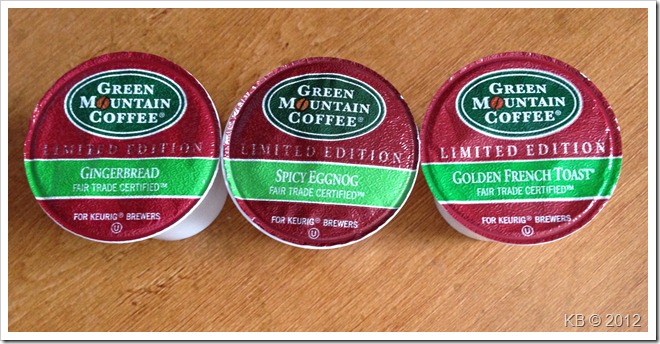 GREEN
MOUNTAIN
COFFEE®
LIMITED EDITION
GINGERBREAD
FAIR TRADE CERTIFIED™
FOR KEURIG® BREWERS
U
GREEN
MOUNTAIN
COFFEE®
LIMITED EDITION
SPICY EGGNOG
FAIR TRADE CERTIFIED™
FOR KEURIG® BREWERS
U
GREEN
MOUNTAIN
COFFEE®
LIMITED EDITION
GOLDEN FRENCH TOAST®
FAIR TRADE CERTIFIED™
FOR KEURIG® BREWERS
U
KB © 2012